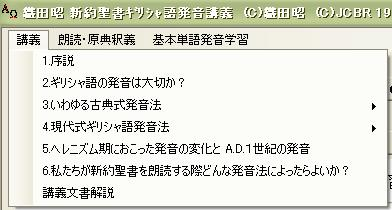 ΑΩ 織田昭 新約聖書ｷﾞﾘｼｬ語発音講義 (C)織田昭 (C)JCBR 19
講義 朗読・原典釈義 基本単語発音学習
1.序説
2.ギリシャ語の発音は大切か?
3.いわゆる古典式発音法
4.現代式ギリシャ語発音法
5.ヘレニズム期におこった発音の変化と A.D.1世紀の発音
6.私たちが新約聖書を朗読する際どんな発音法によったらよいか?
講義文書解説